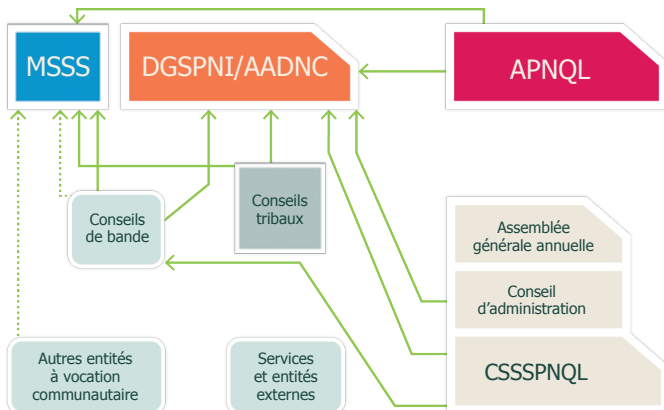 MSSS
DGSPNI/AADNC
APNQL
Conseils
de bande
Conseils
tribaux
Assemblée
générale annuelle
Conseil
d'administration
CSSSPNQL
Autres entités
à vocation
communautaire
Services
et entités
externes